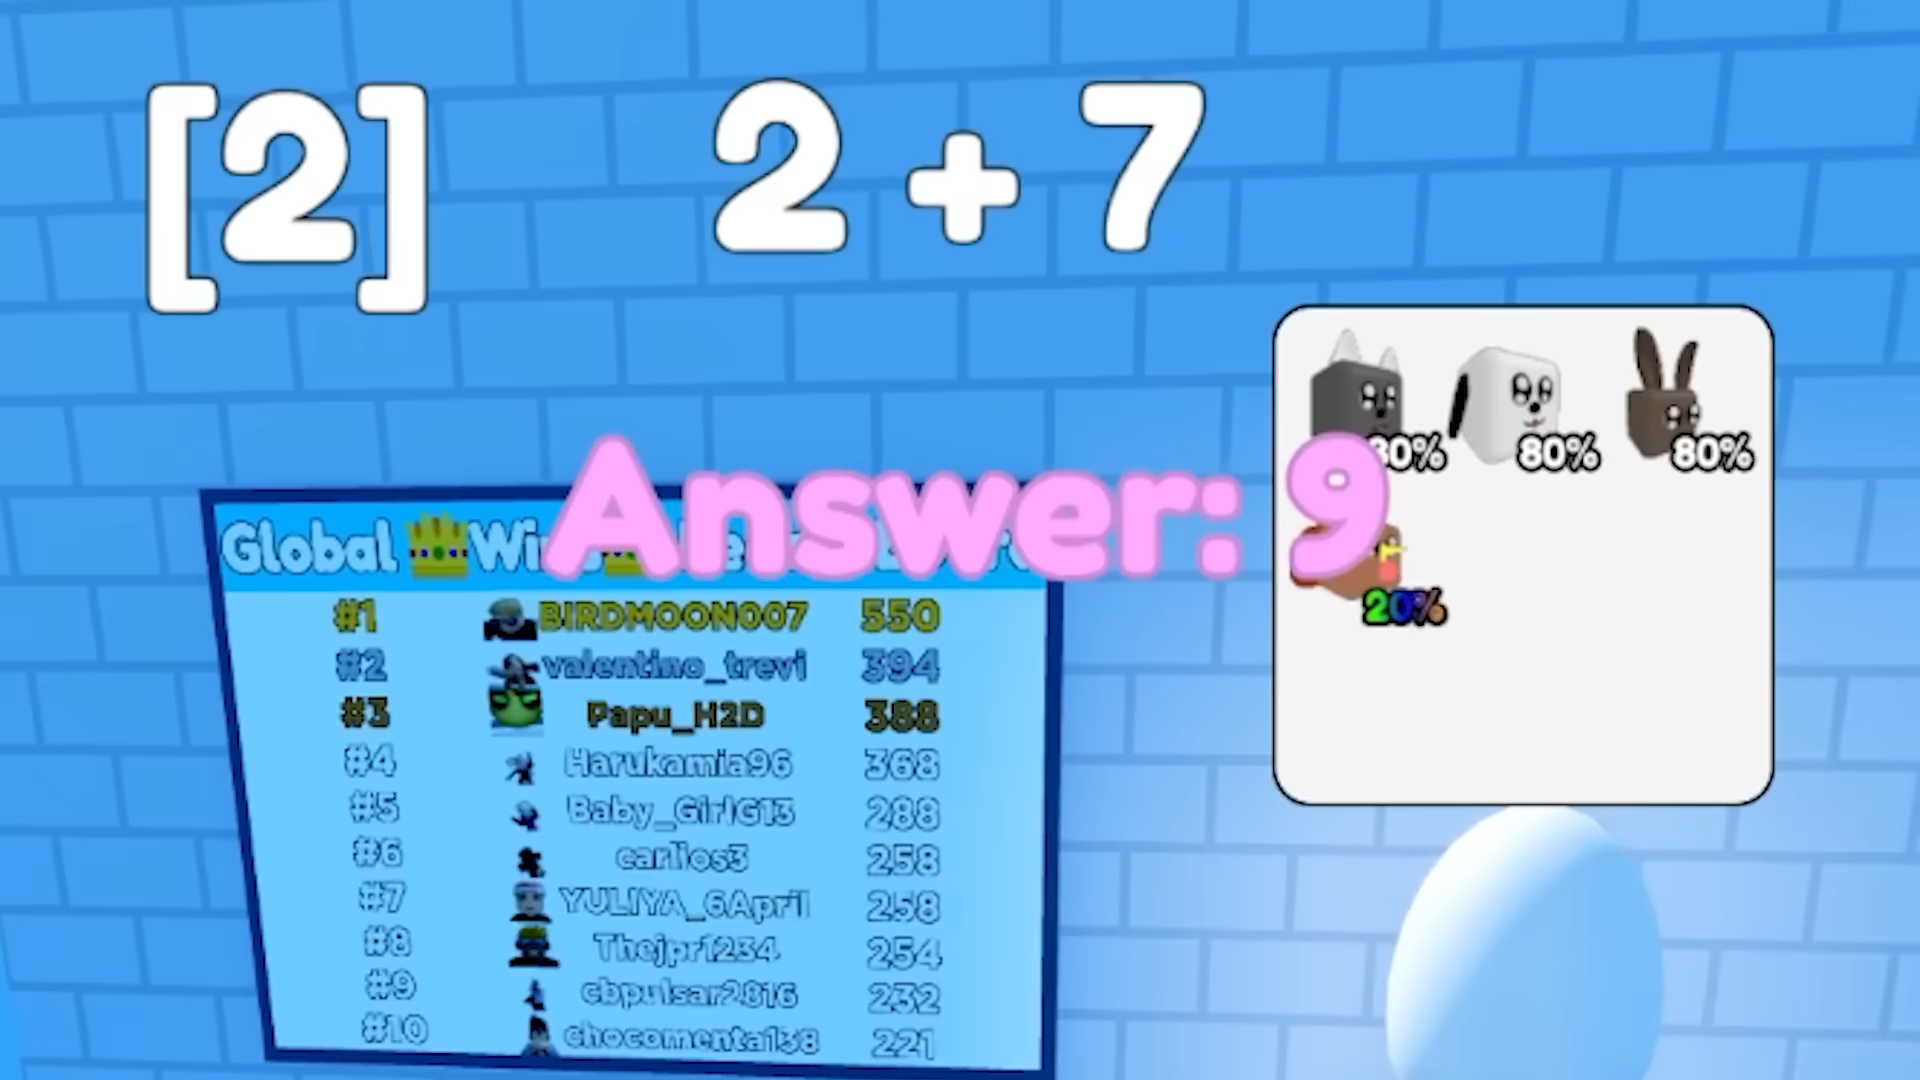 [2] 2 + 7
Answer: 9
80% 80%
20%
Global
#1 BIRDMOON007 550
#2 valentino_trevi 394
#3 Papu_H2D 388
#4 Harukamia96 368
#5 Baby_GirlG13 288
#6 carlios3 258
#7 YULIYA_6April 258
#8 Thejpr1234 254
#9 cbpulsar2816 232
#10 chocomenta138 221